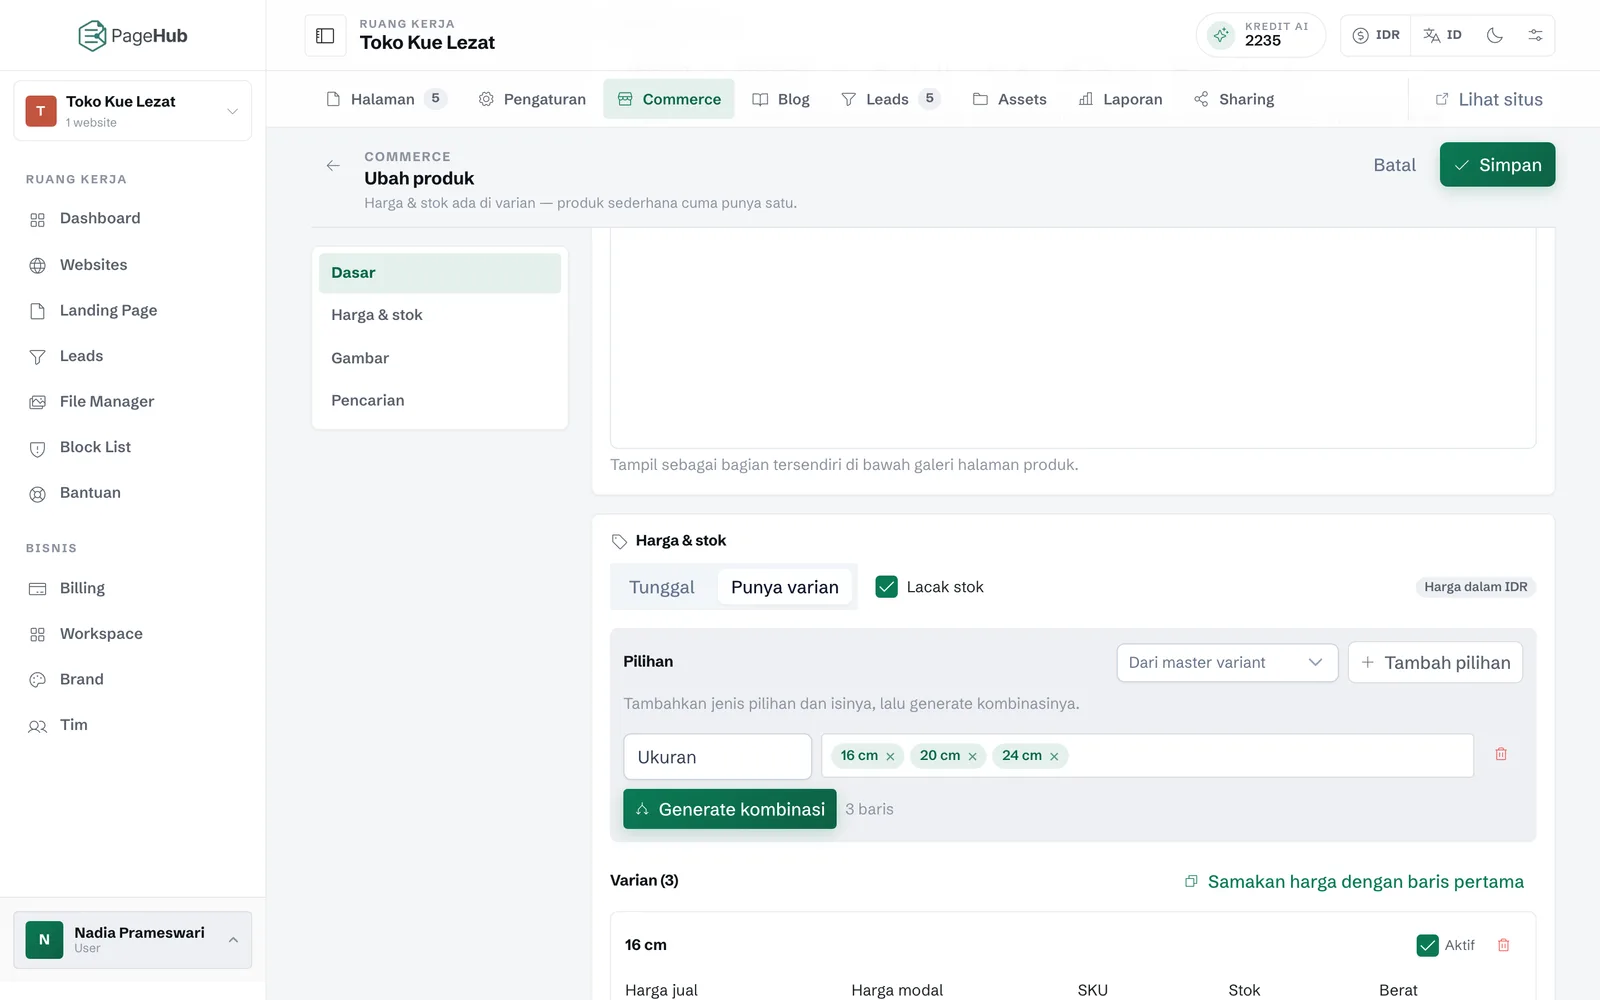 PageHub
RUANG KERJA
Toko Kue Lezat
KREDIT AI
2235
IDR
ID
T
Toko Kue Lezat
1 website
Halaman 5
Pengaturan
Commerce
Blog
Leads 5
Assets
Laporan
Sharing
Lihat situs
RUANG KERJA
Dashboard
Websites
Landing Page
Leads
File Manager
Block List
Bantuan
BISNIS
Billing
Workspace
Brand
Tim
N
Nadia Prameswari
User
COMMERCE
Ubah produk
Harga & stok ada di varian — produk sederhana cuma punya satu.
Batal
Simpan
Dasar
Harga & stok
Gambar
Pencarian
Tampil sebagai bagian tersendiri di bawah galeri halaman produk.
Harga & stok
Tunggal
Punya varian
Lacak stok
Harga dalam IDR
Pilihan
Dari master variant
Tambah pilihan
Tambahkan jenis pilihan dan isinya, lalu generate kombinasinya.
Ukuran
16 cm
20 cm
24 cm
Generate kombinasi
3 baris
Varian (3)
Samakan harga dengan baris pertama
16 cm
Aktif
Harga jual
Harga modal
SKU
Stok
Berat